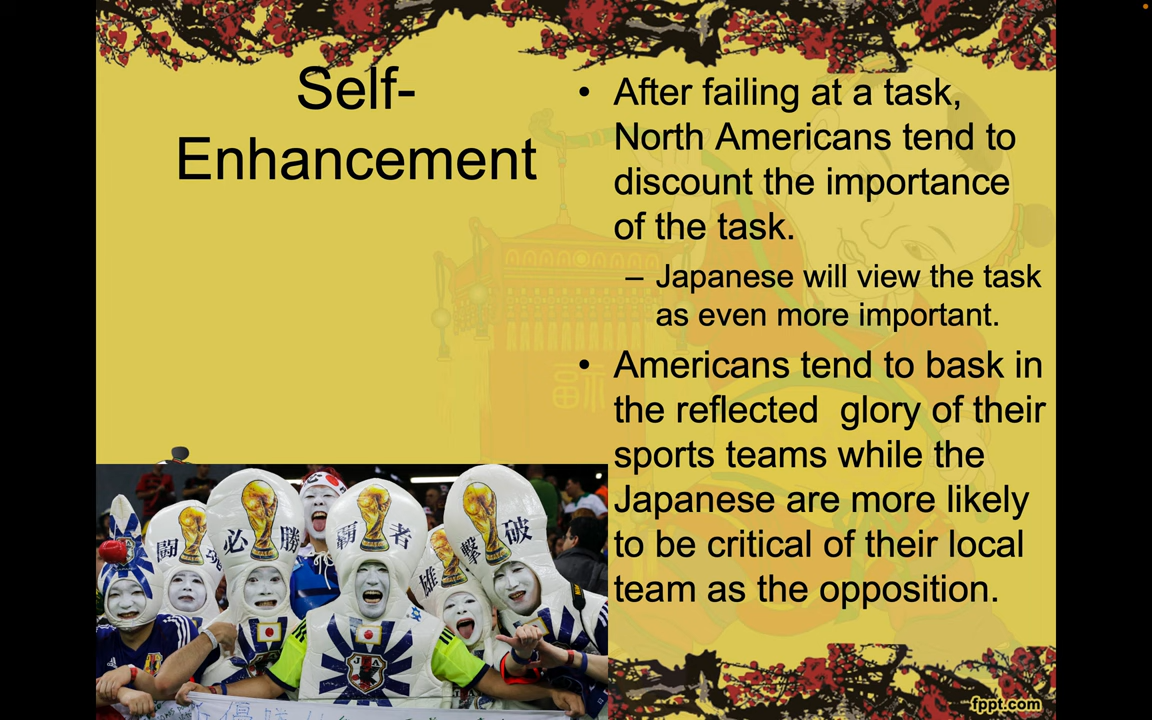 Self-
Enhancement
• After failing at a task,
North Americans tend to
discount the importance
of the task.
– Japanese will view the task
as even more important.
• Americans tend to bask in
the reflected  glory of their
sports teams while the
Japanese are more likely
to be critical of their local
team as the opposition.
闘
必 勝
覇 者
雄
撃 破
優勝
fppt.com